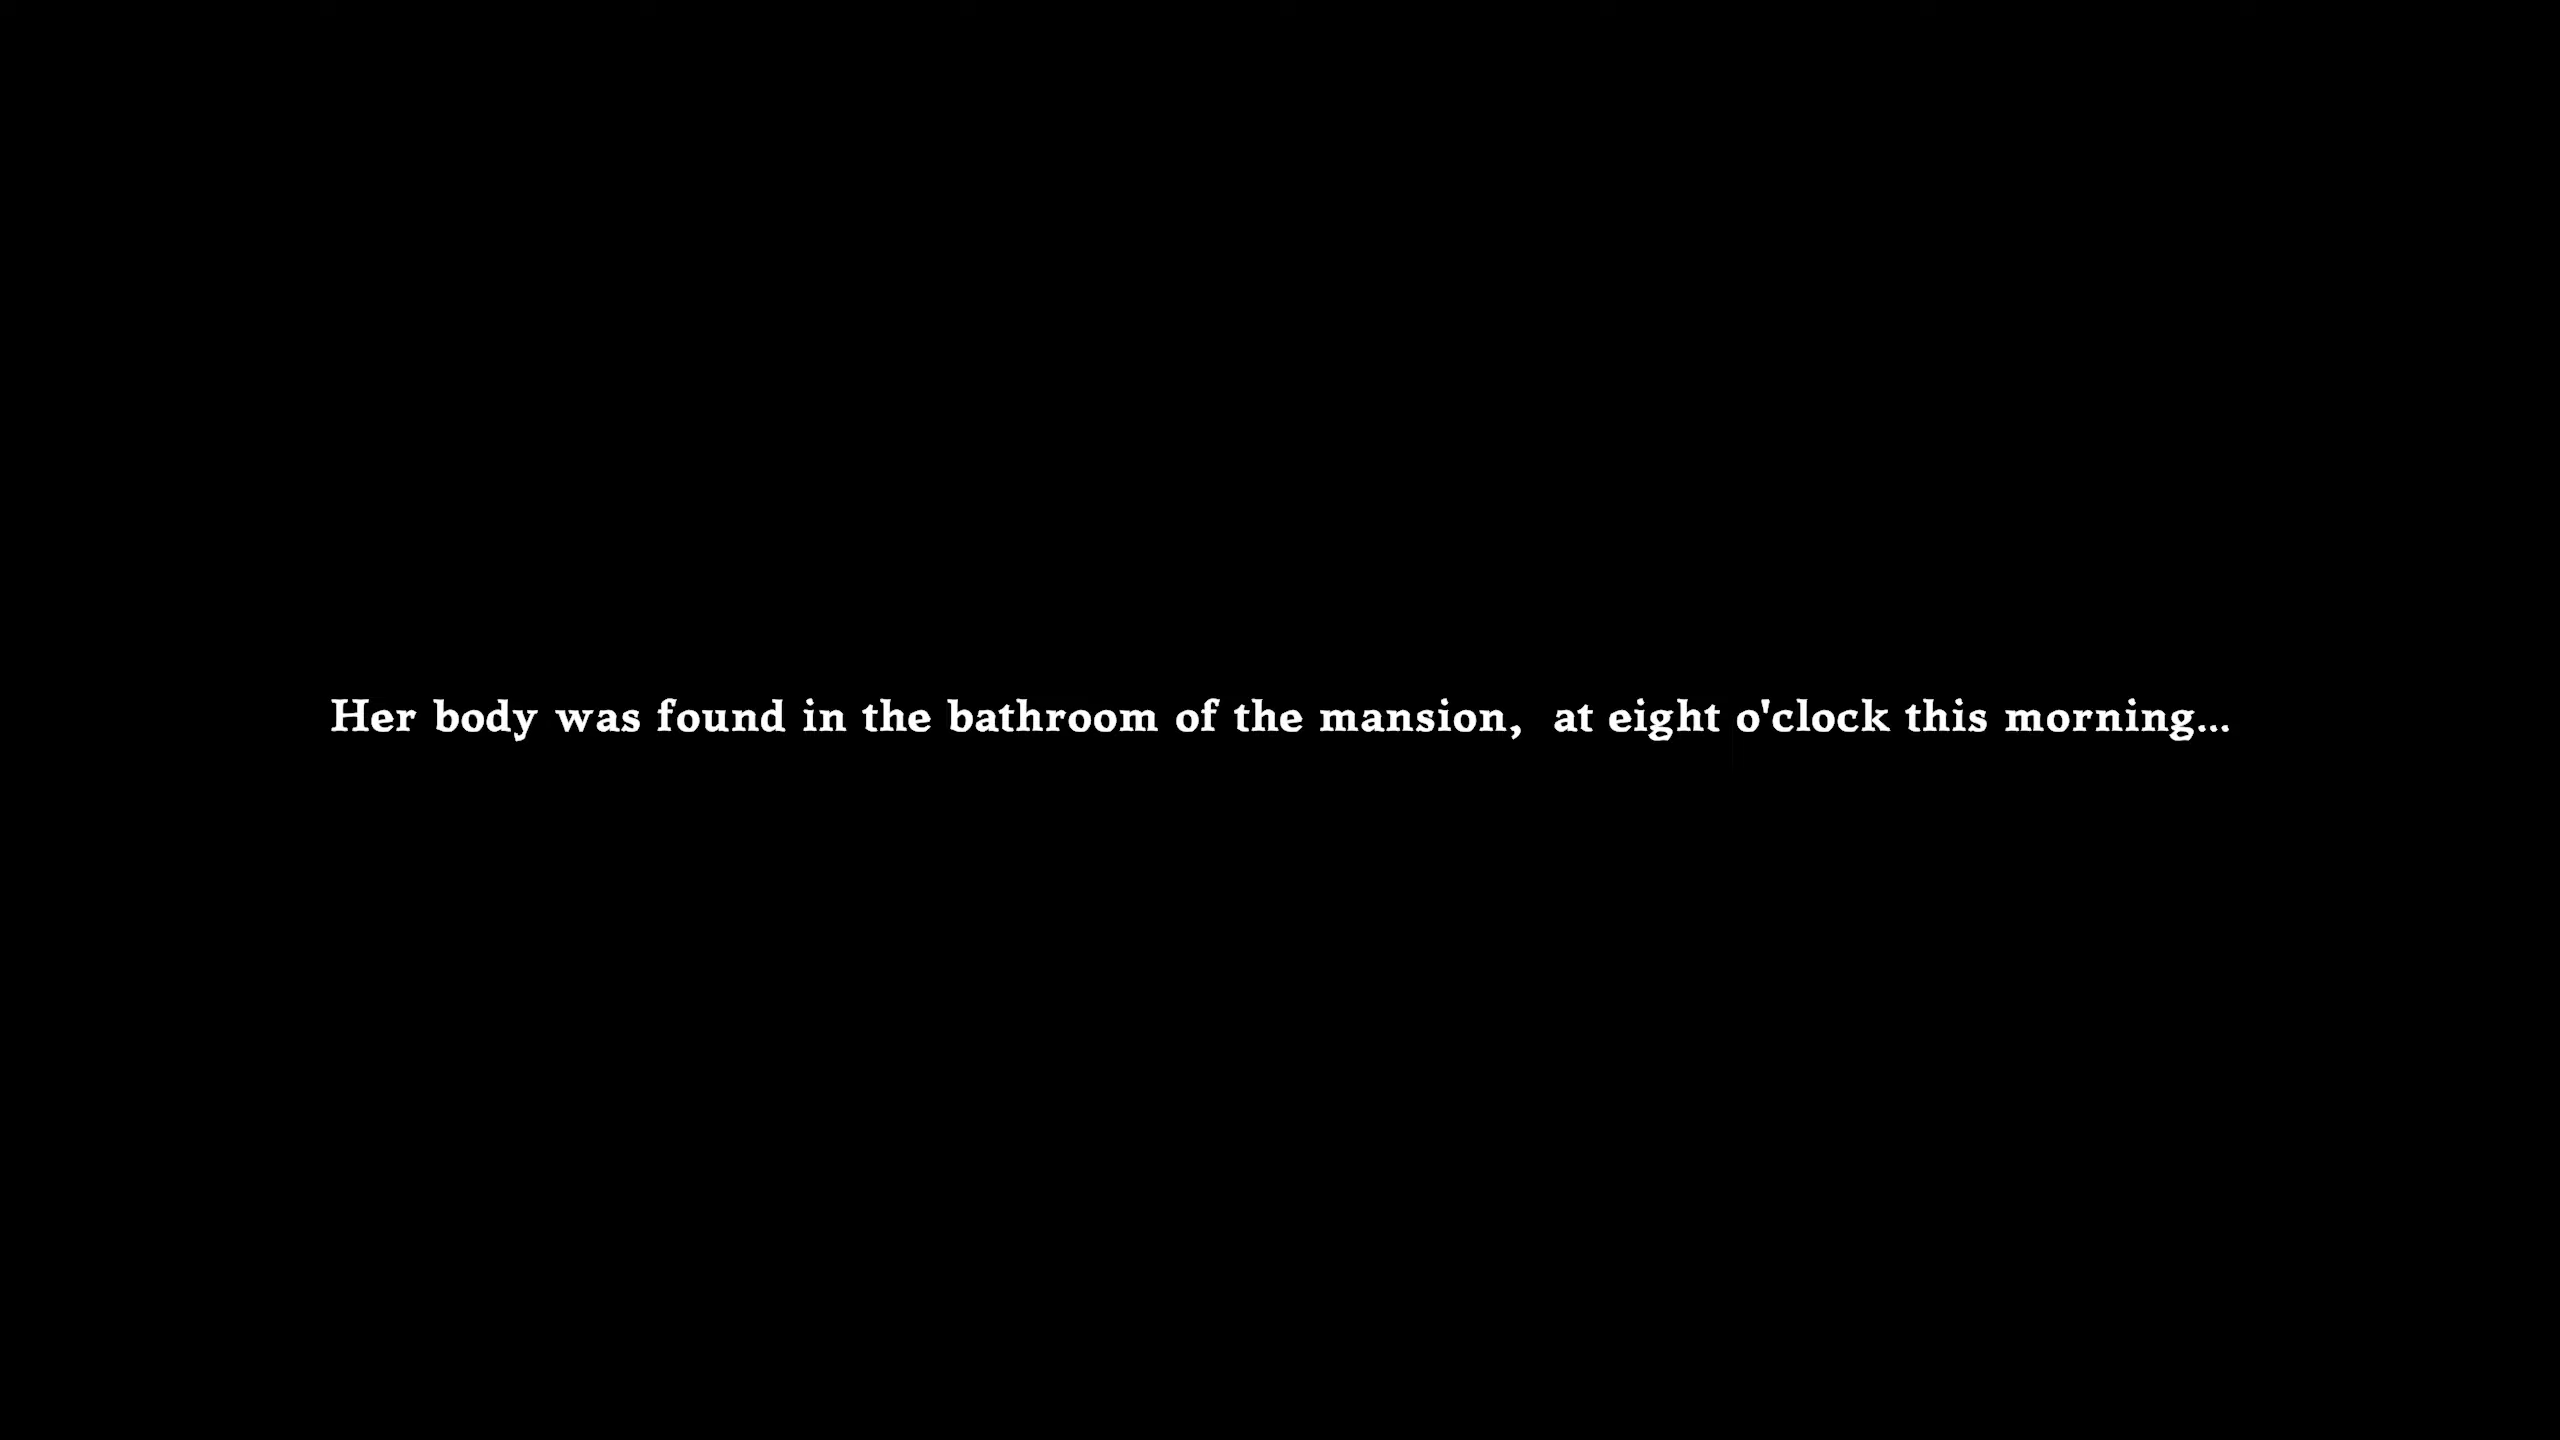 Her body was found in the bathroom of the mansion,  at eight o'clock this morning...